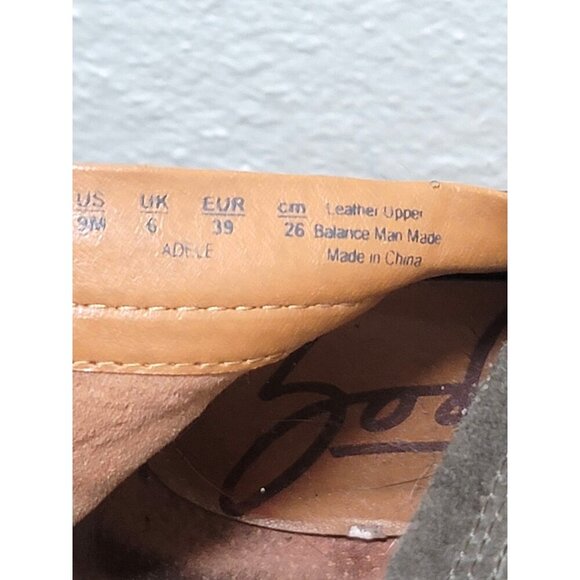 US UK EUR cm Leather Upper
9M 6 39 26 Balance Man Made
ADELE Made in China